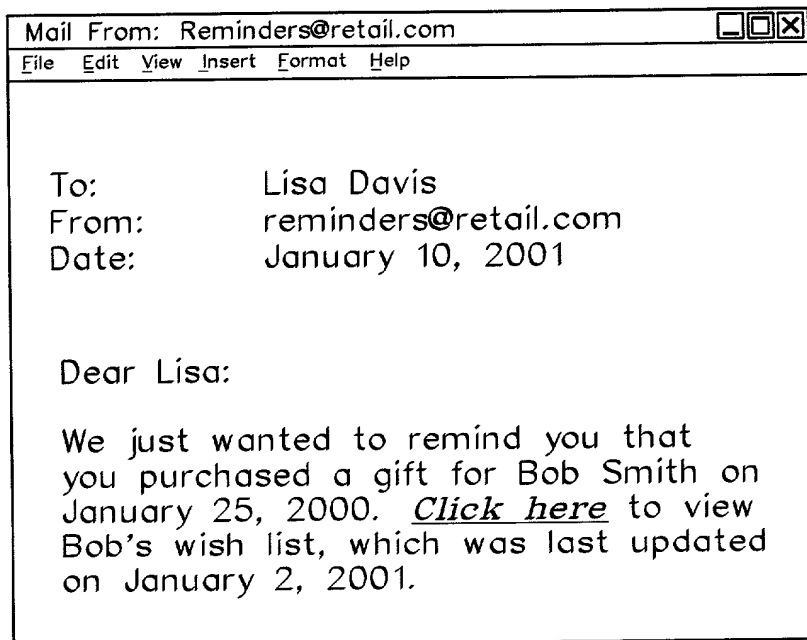 Mail From: Reminders@retail.com
File Edit View Insert Format Help
To: Lisa Davis
From: reminders@retail.com
Date: January 10, 2001
Dear Lisa:
We just wanted to remind you that
you purchased a gift for Bob Smith on
January 25, 2000. Click here to view
Bob's wish list, which was last updated
on January 2, 2001.